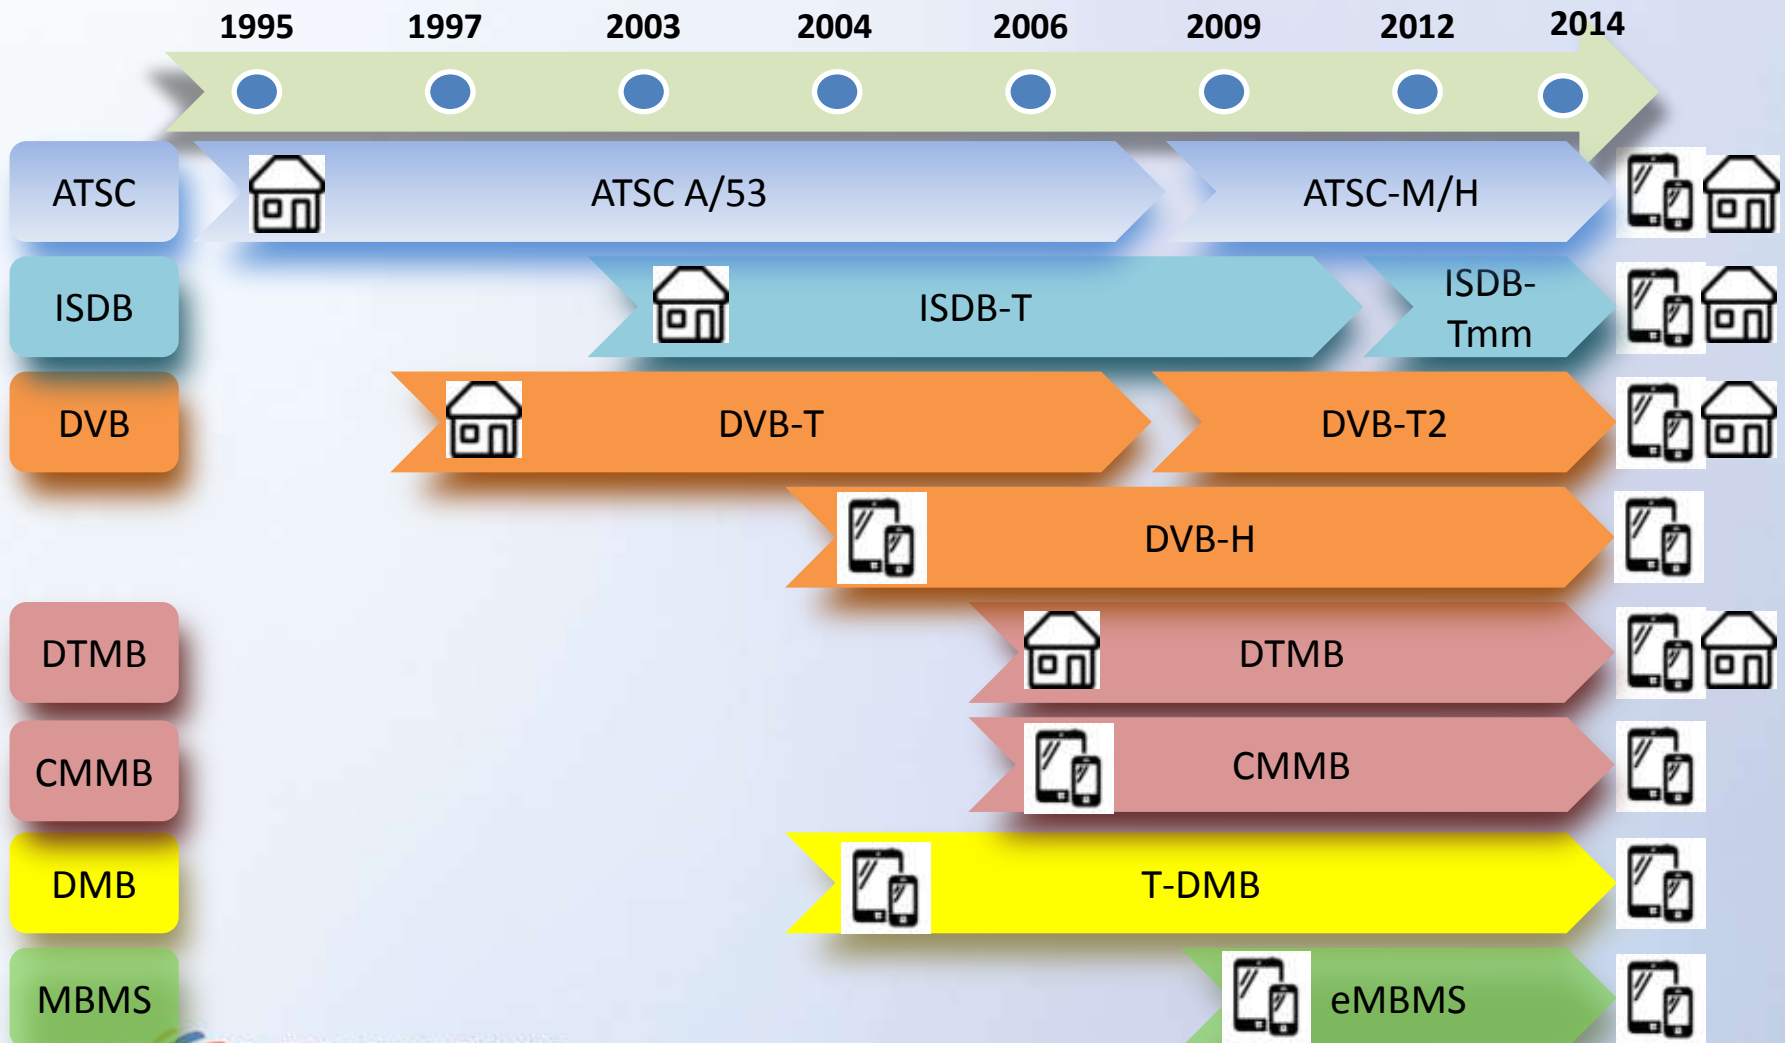 1995 1997 2003 2004 2006 2009 2012 2014
ATSC ATSC A/53 ATSC-M/H
ISDB ISDB-T ISDB-
Tmm
DVB DVB-T DVB-T2
DVB-H
DTMB DTMB
CMMB CMMB
DMB T-DMB
MBMS eMBMS